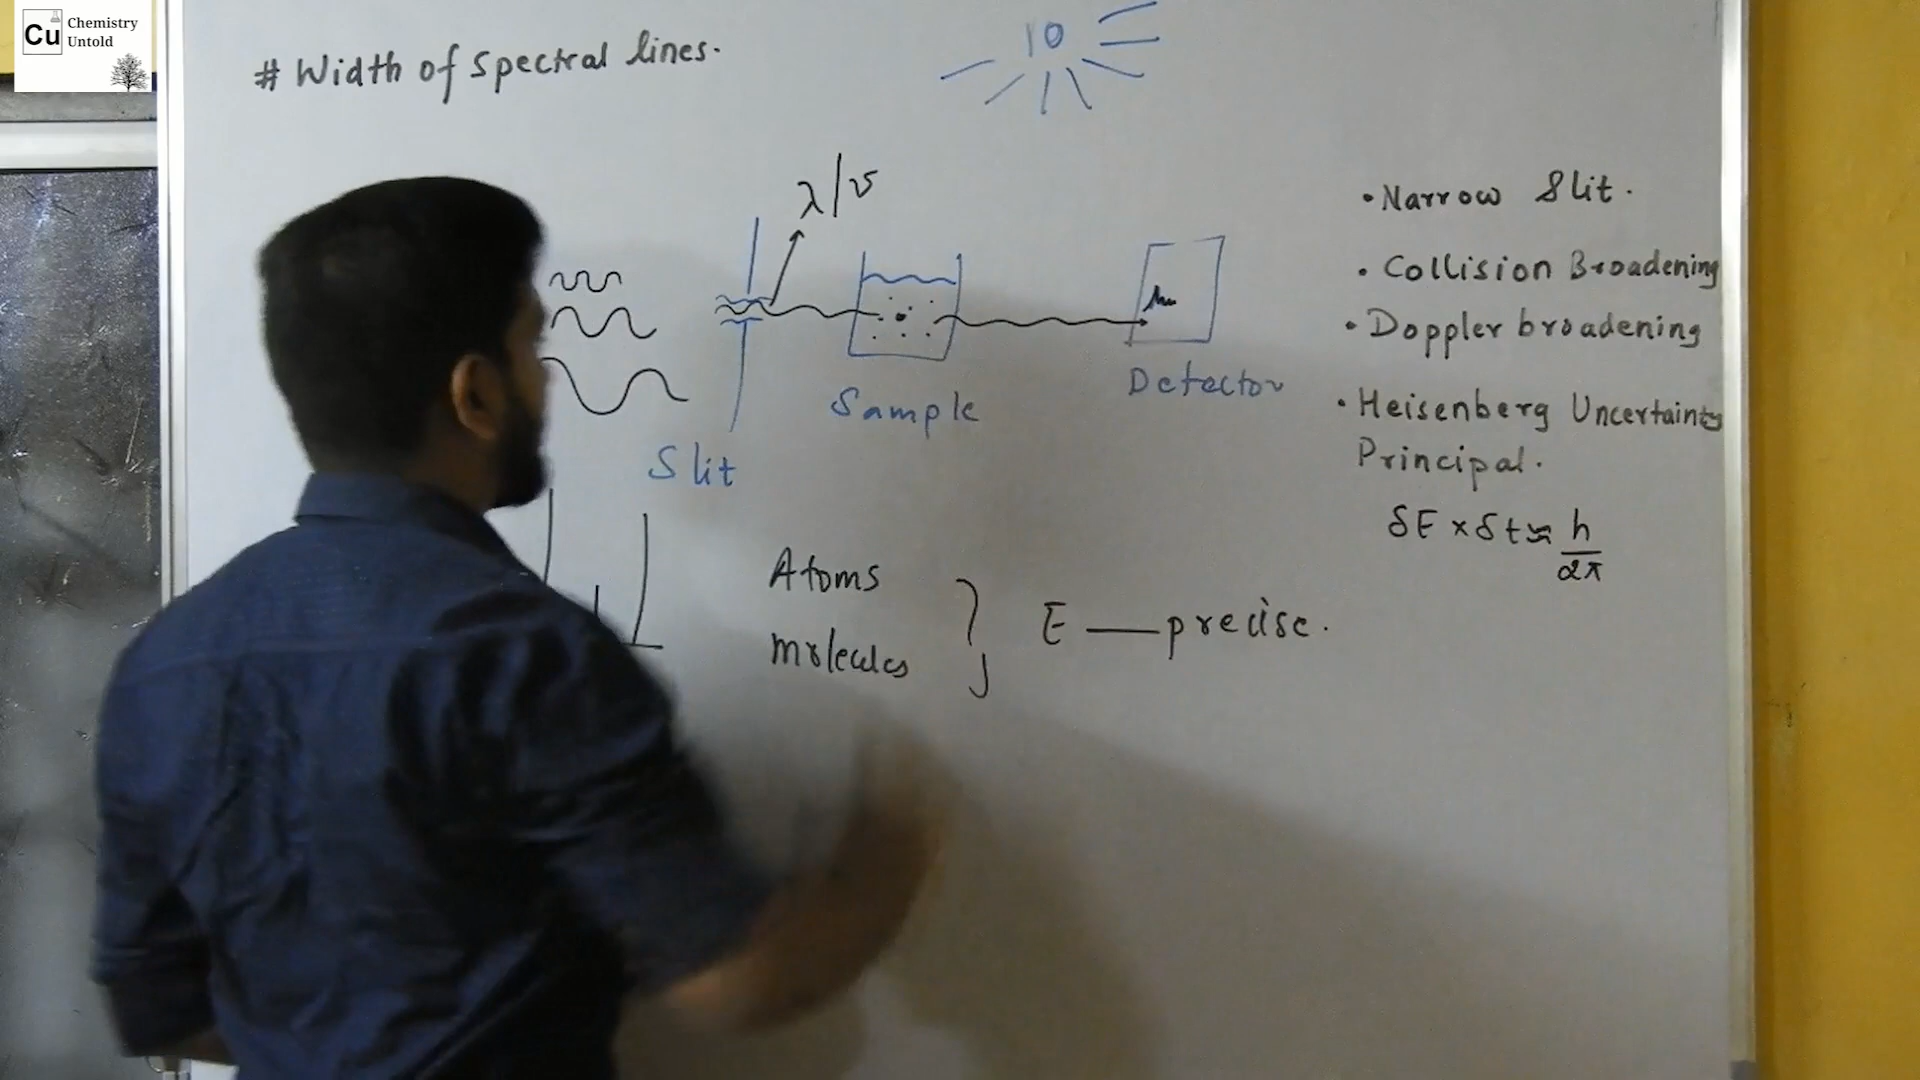 Cu
Chemistry
Untold
# Width of Spectral lines.
10
λ/ν
Slit
Sample
Detector
• Narrow Slit.
• Collision Broadening
• Doppler broadening
• Heisenberg Uncertainty
Principal.
δE × δt ≈ h/2π
Atoms
molecules
E — precise.